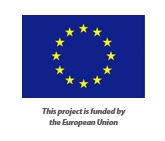 This project is funded by
the European Union